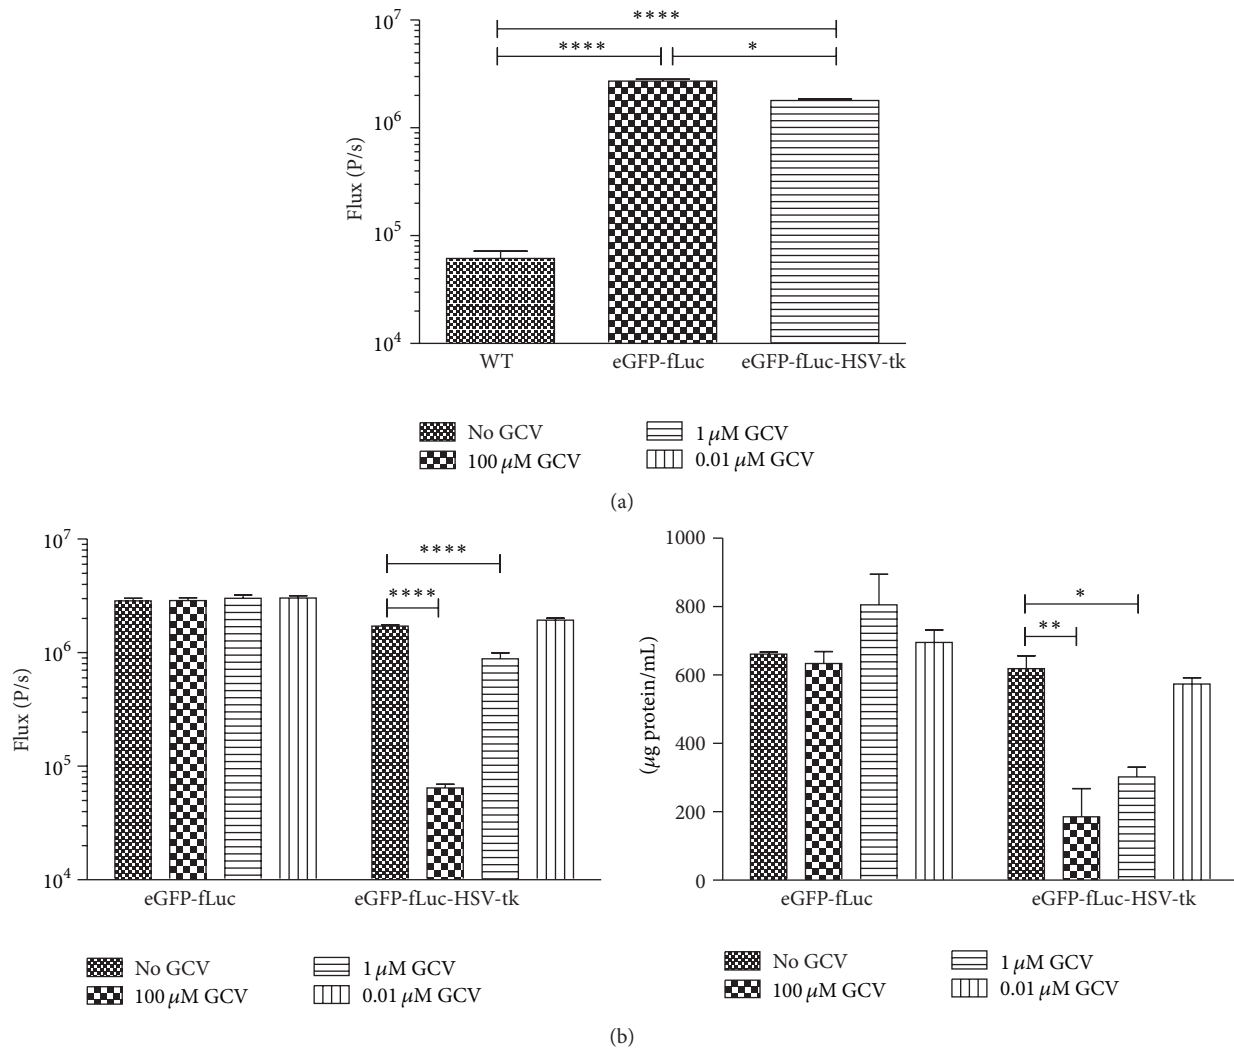 ****
**** *
10^7
10^6
10^5
10^4
Flux (P/s)
WT eGFP-fLuc eGFP-fLuc-HSV-tk
No GCV 1 μM GCV
100 μM GCV 0.01 μM GCV
(a)
10^7
10^6
10^5
10^4
Flux (P/s)
****
****
eGFP-fLuc eGFP-fLuc-HSV-tk
No GCV 1 μM GCV
100 μM GCV 0.01 μM GCV
1000
800
600
400
200
0
(μg protein/mL)
*
**
eGFP-fLuc eGFP-fLuc-HSV-tk
No GCV 1 μM GCV
100 μM GCV 0.01 μM GCV
(b)